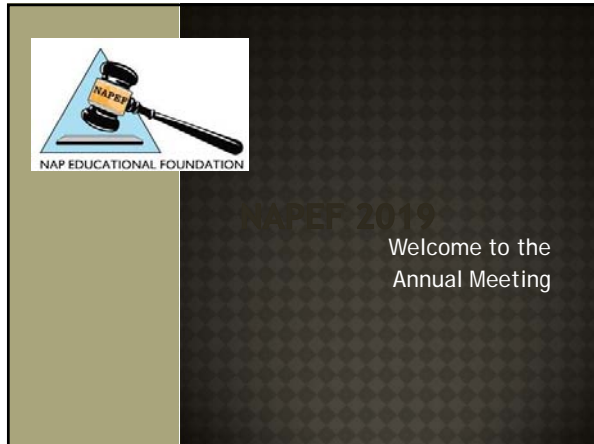 NAPEF
NAP EDUCATIONAL FOUNDATION
NAPEF 2019
Welcome to the
Annual Meeting